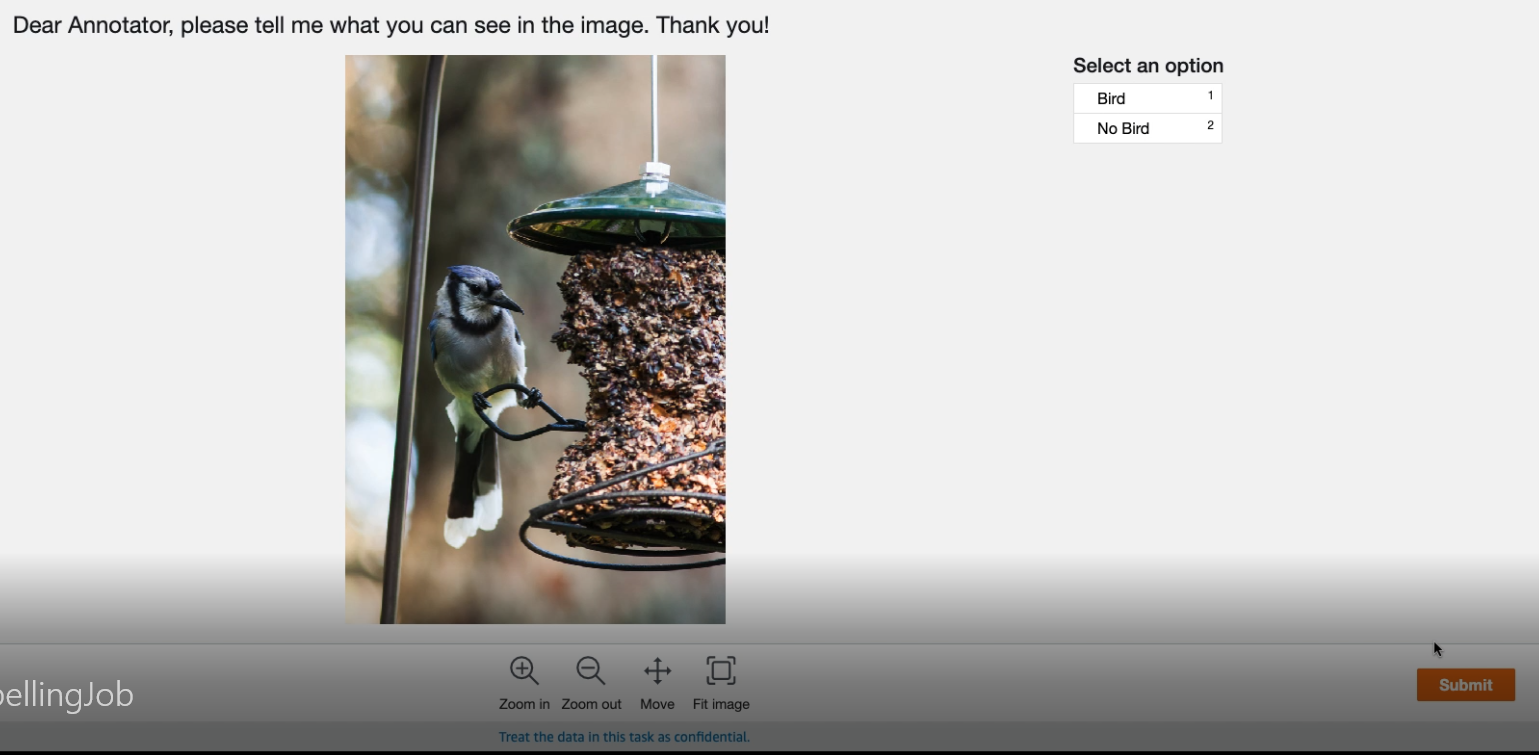 Dear Annotator, please tell me what you can see in the image. Thank you!
Select an option
Bird 1
No Bird 2
Zoom in Zoom out Move Fit image
Submit
Treat the data in this task as confidential.